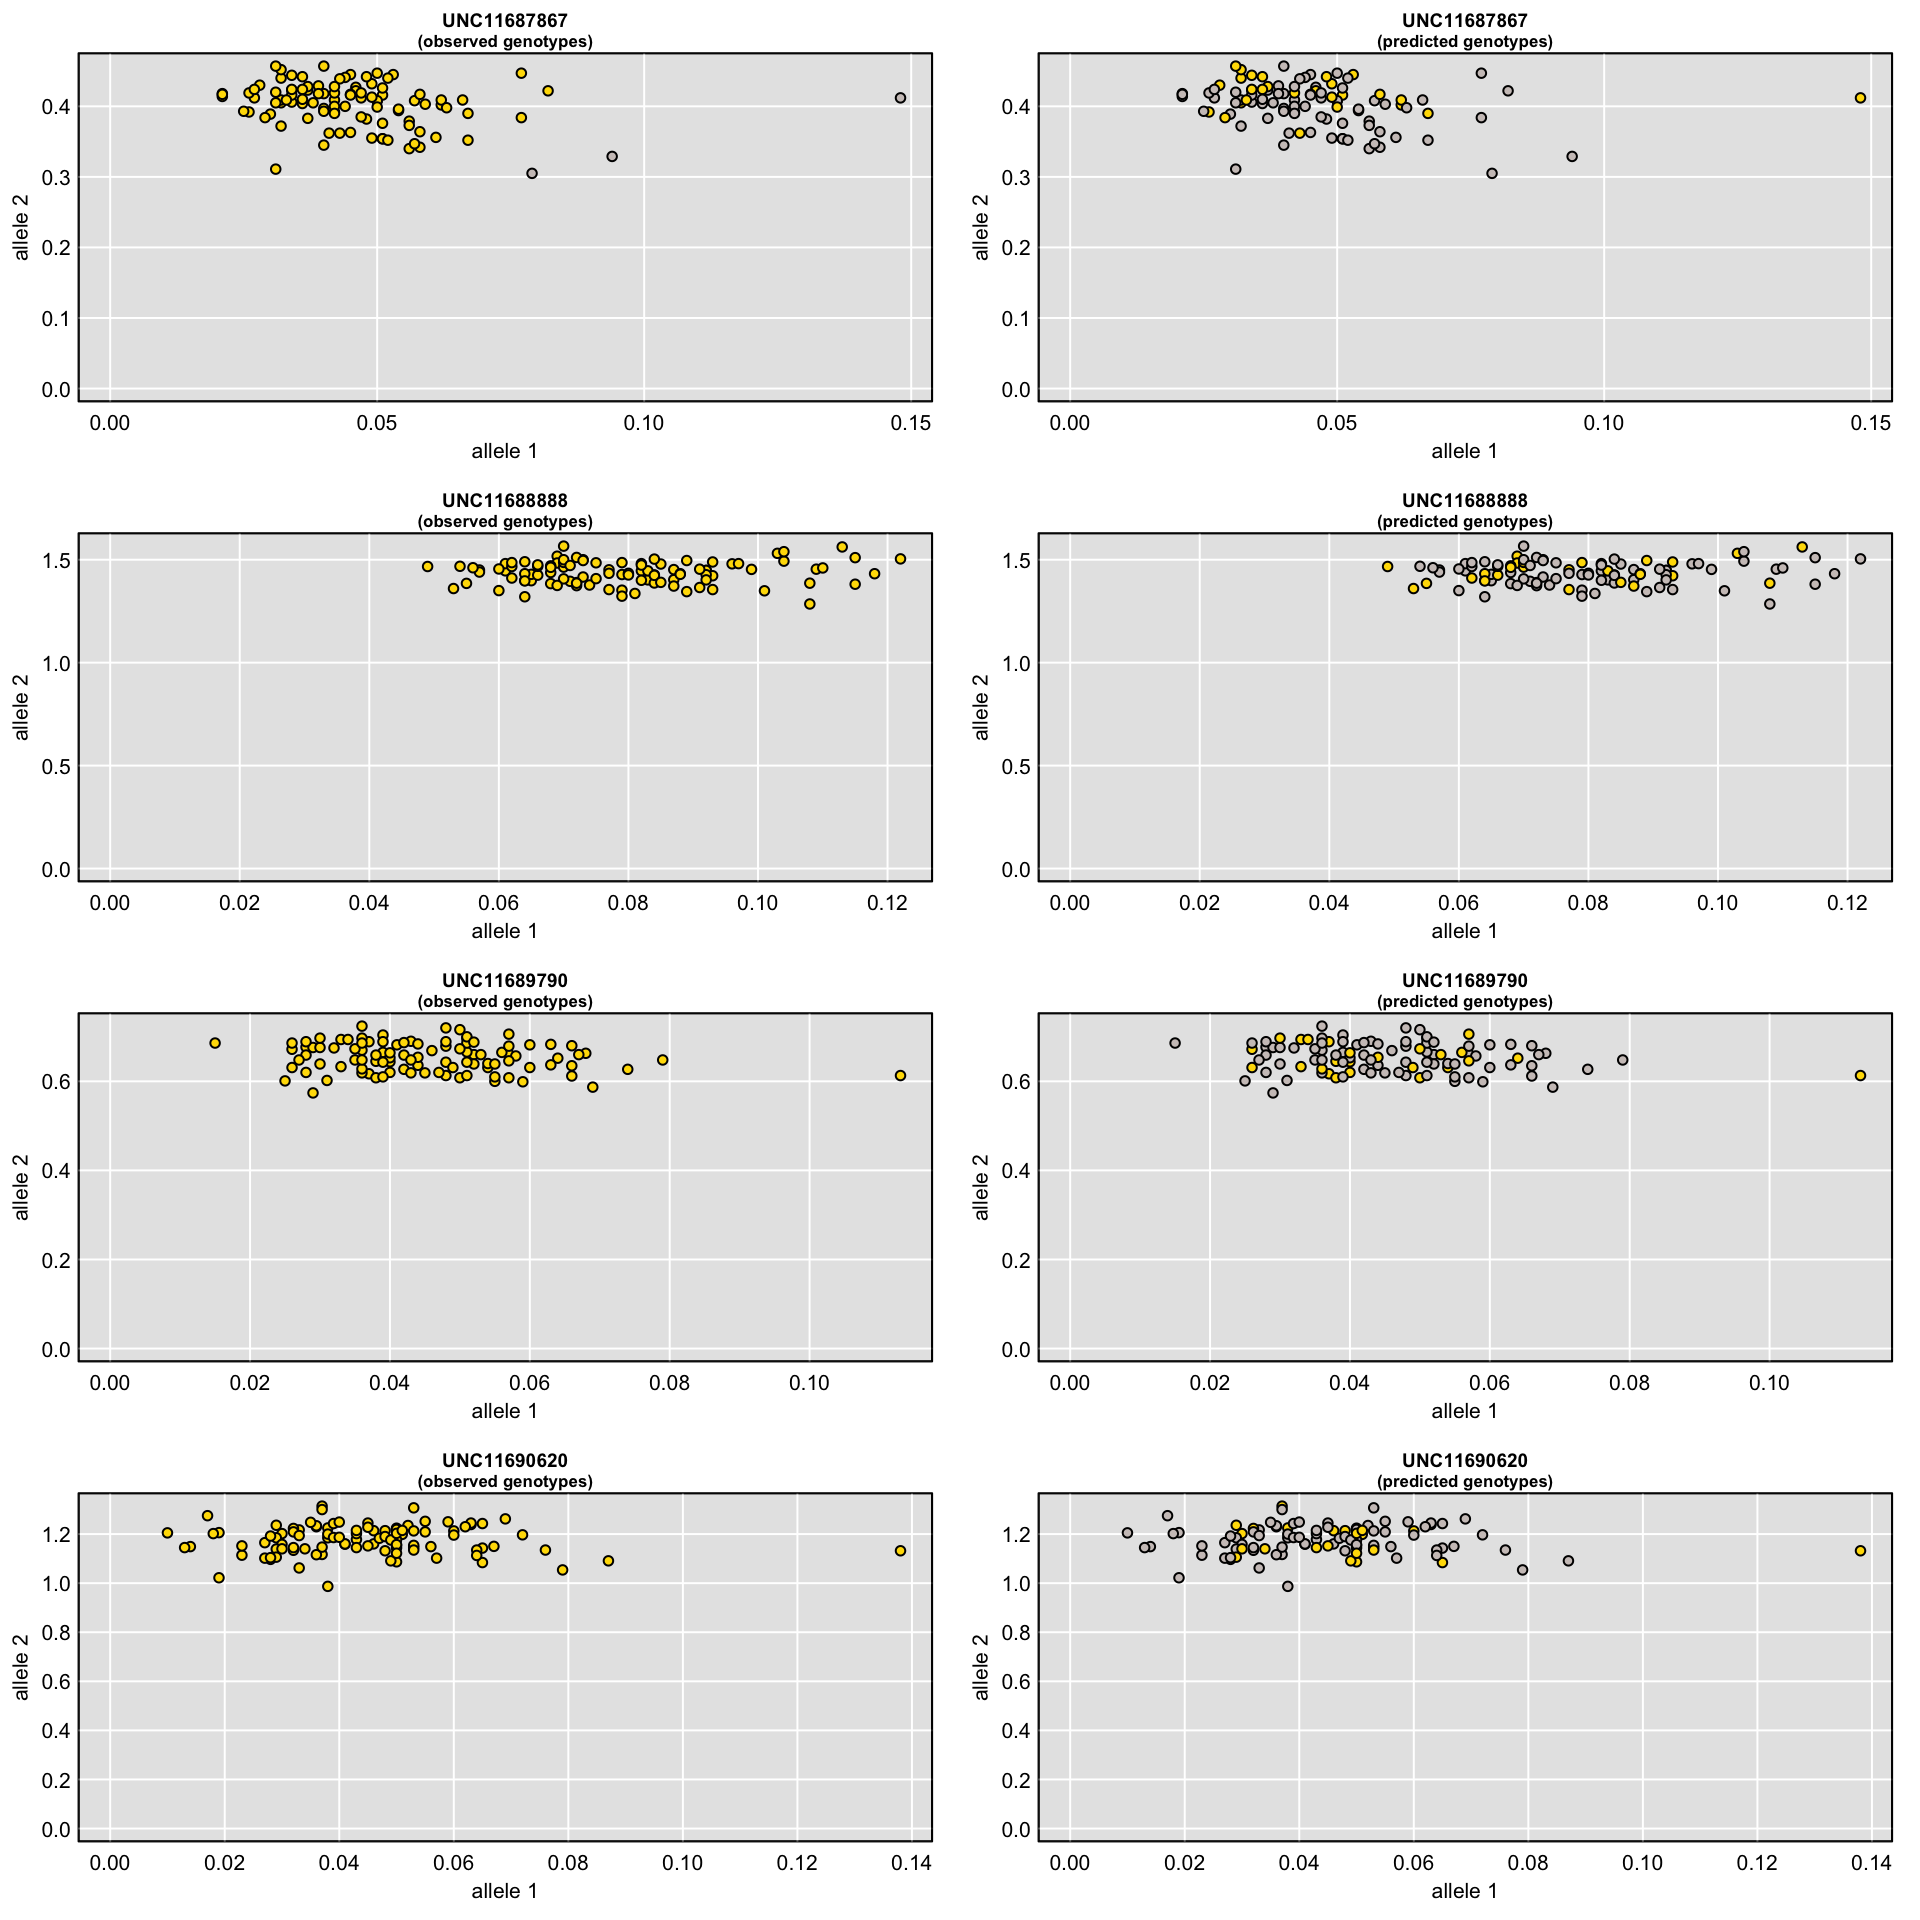 UNC11687867
(observed genotypes)
allele 2
0.4
0.3
0.2
0.1
0.0
0.00 0.05 0.10 0.15
allele 1
UNC11687867
(predicted genotypes)
allele 2
0.4
0.3
0.2
0.1
0.0
0.00 0.05 0.10 0.15
allele 1
UNC11688888
(observed genotypes)
allele 2
1.5
1.0
0.5
0.0
0.00 0.02 0.04 0.06 0.08 0.10 0.12
allele 1
UNC11688888
(predicted genotypes)
allele 2
1.5
1.0
0.5
0.0
0.00 0.02 0.04 0.06 0.08 0.10 0.12
allele 1
UNC11689790
(observed genotypes)
allele 2
0.6
0.4
0.2
0.0
0.00 0.02 0.04 0.06 0.08 0.10
allele 1
UNC11689790
(predicted genotypes)
allele 2
0.6
0.4
0.2
0.0
0.00 0.02 0.04 0.06 0.08 0.10
allele 1
UNC11690620
(observed genotypes)
allele 2
1.2
1.0
0.8
0.6
0.4
0.2
0.0
0.00 0.02 0.04 0.06 0.08 0.10 0.12 0.14
allele 1
UNC11690620
(predicted genotypes)
allele 2
1.2
1.0
0.8
0.6
0.4
0.2
0.0
0.00 0.02 0.04 0.06 0.08 0.10 0.12 0.14
allele 1